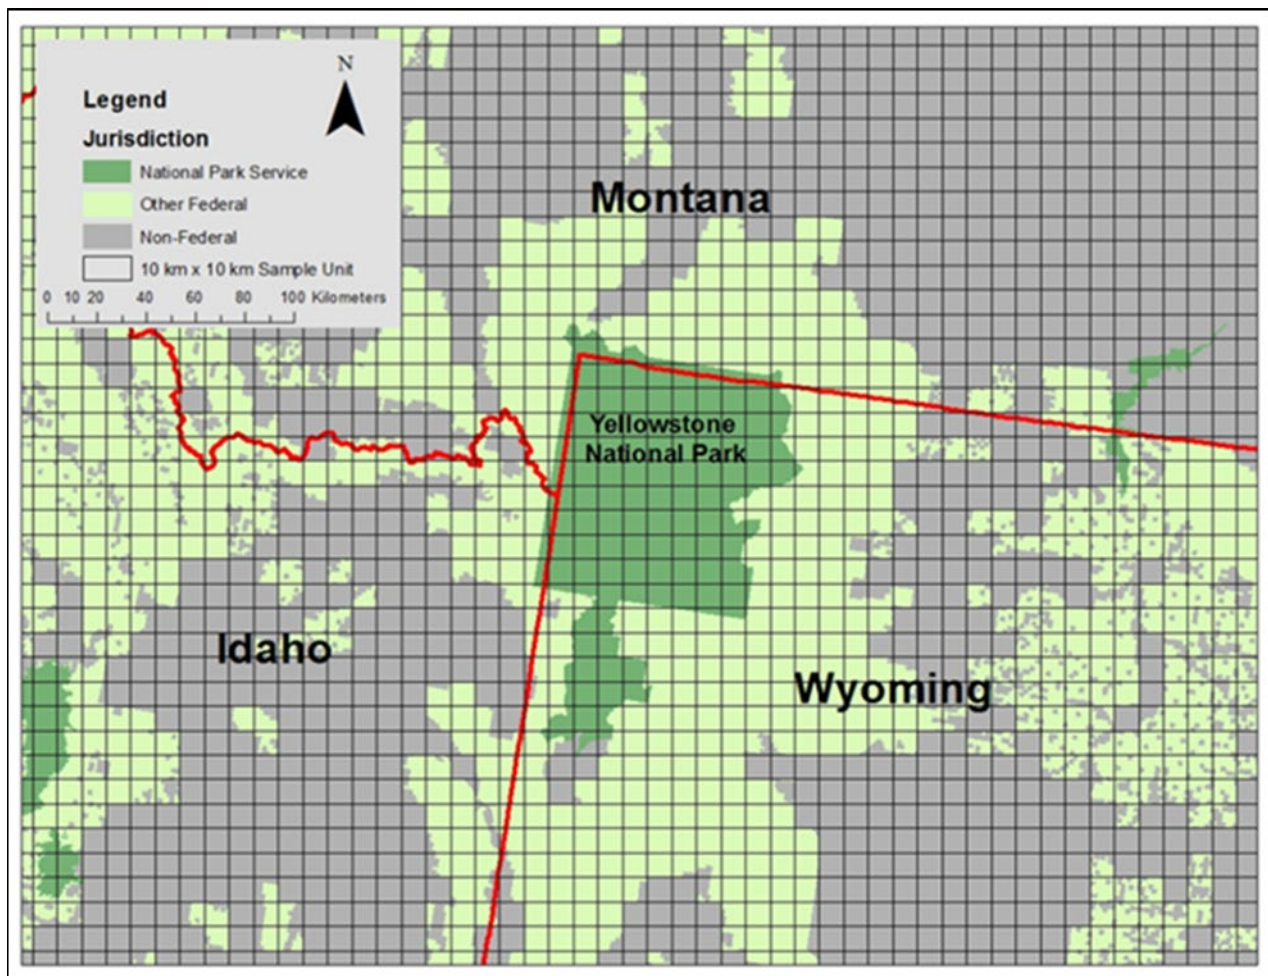 N
Legend
Jurisdiction
National Park Service
Other Federal
Non-Federal
10 km x 10 km Sample Unit
0 10 20 40 60 80 100 Kilometers
Montana
Yellowstone
National Park
Idaho
Wyoming